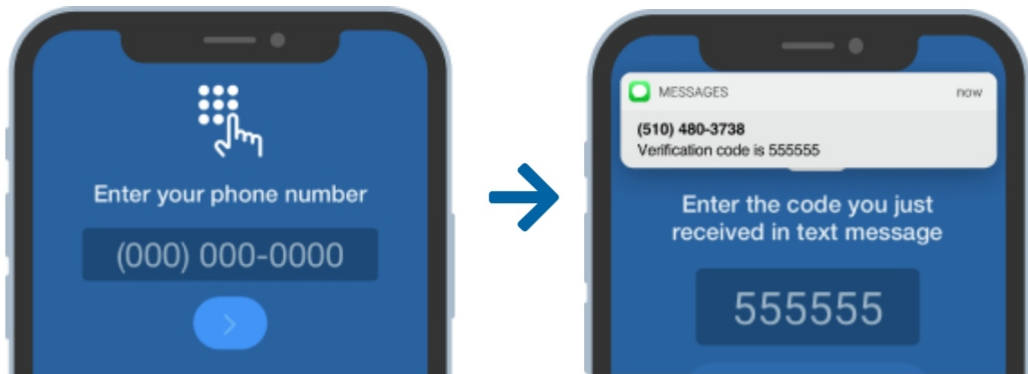 Enter your phone number
(000) 000-0000
MESSAGES now
(510) 480-3738
Verification code is 555555
Enter the code you just
received in text message
555555